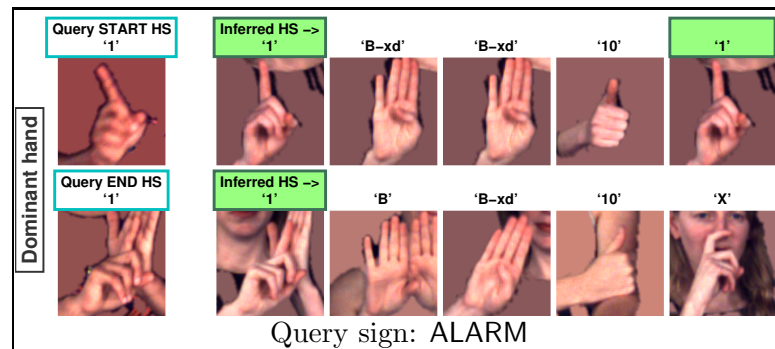 Query START HS
'1'
Inferred HS −>
'1'
'B−xd'
'B−xd'
'10'
'1'
Dominant hand
Query END HS
'1'
Inferred HS −>
'1'
'B'
'B−xd'
'10'
'X'
Query sign: ALARM